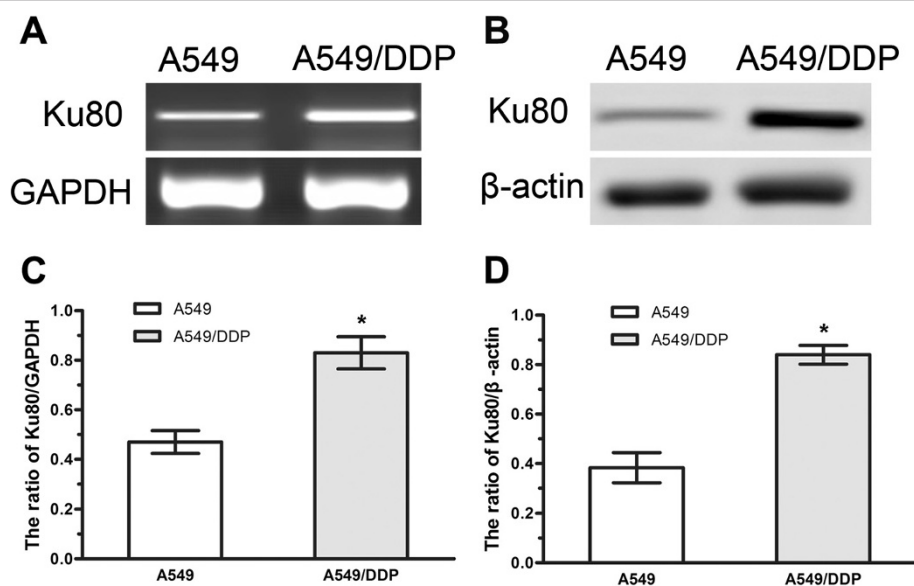 A
A549 A549/DDP
Ku80
GAPDH
B
A549 A549/DDP
Ku80
β-actin
C
The ratio of Ku80/GAPDH
1.0
0.8
0.6
0.4
0.2
0.0
A549
A549/DDP
*
A549 A549/DDP
D
The ratio of Ku80/β -actin
1.0
0.8
0.6
0.4
0.2
0.0
A549
A549/DDP
*
A549 A549/DDP